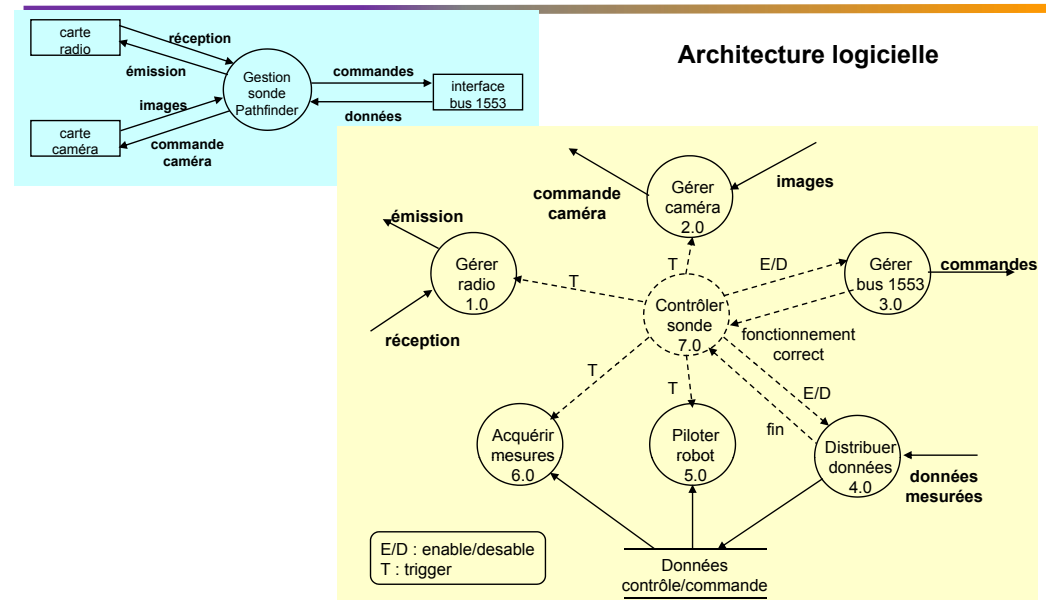 Architecture logicielle
carte
radio
réception
émission
Gestion
sonde
Pathfinder
commandes
interface
bus 1553
données
images
carte
caméra
commande
caméra
commande
caméra
Gérer
caméra
2.0
images
émission
Gérer
radio
1.0
réception
T
T
E/D
Gérer
bus 1553
3.0
commandes
Contrôler
sonde
7.0
fonctionnement
correct
T
T
E/D
fin
Acquérir
mesures
6.0
Piloter
robot
5.0
Distribuer
données
4.0
données
mesurées
E/D : enable/desable
T : trigger
Données
contrôle/commande